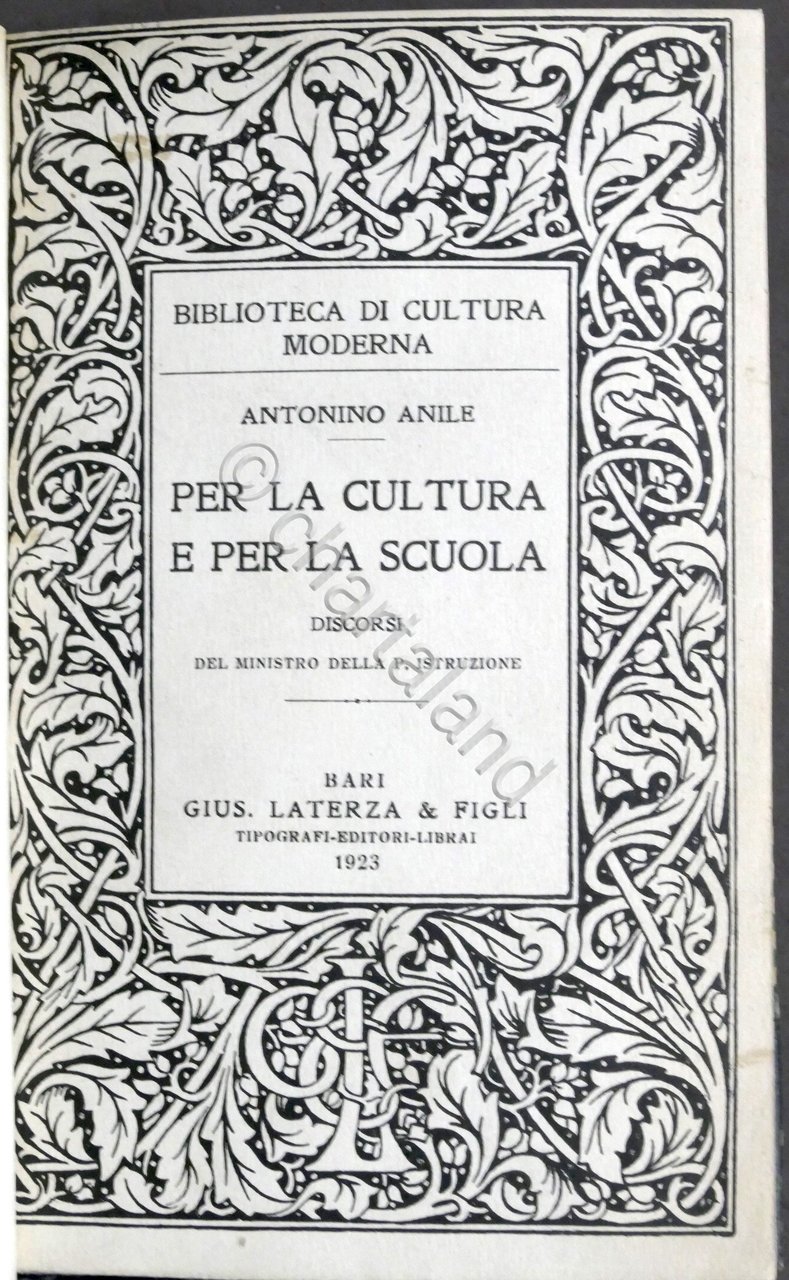 BIBLIOTECA DI CULTURA
MODERNA
ANTONINO ANILE
PER LA CULTURA
E PER LA SCUOLA
DISCORSI
DEL MINISTRO DELLA P. ISTRUZIONE
BARI
GIUS. LATERZA & FIGLI
TIPOGRAFI-EDITORI-LIBRAI
1923
© chartaland